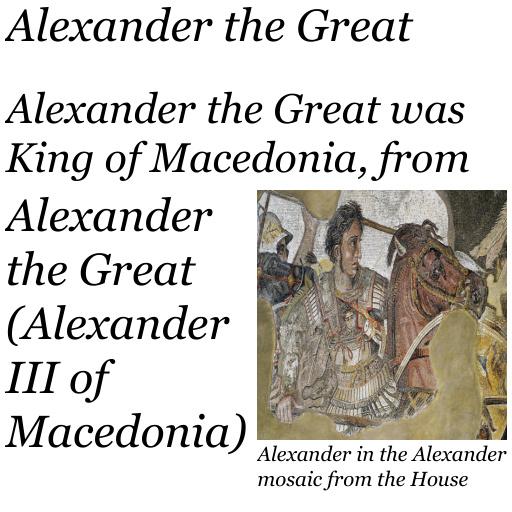 Alexander the Great
Alexander the Great was
King of Macedonia, from
Alexander
the Great
(Alexander
III of
Macedonia)
Alexander in the Alexander
mosaic from the House